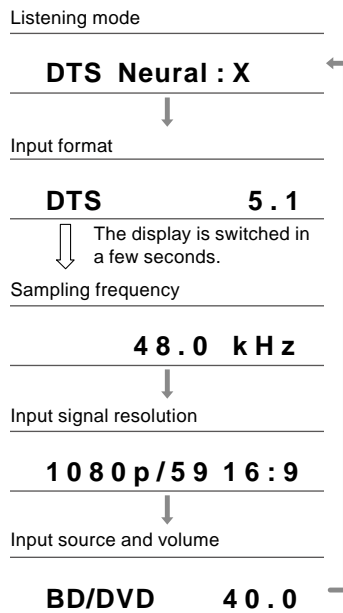 Listening mode
DTS Neural:X
Input format
DTS 5.1
The display is switched in
a few seconds.
Sampling frequency
48.0 kHz
Input signal resolution
1080p/59 16:9
Input source and volume
BD/DVD 40.0